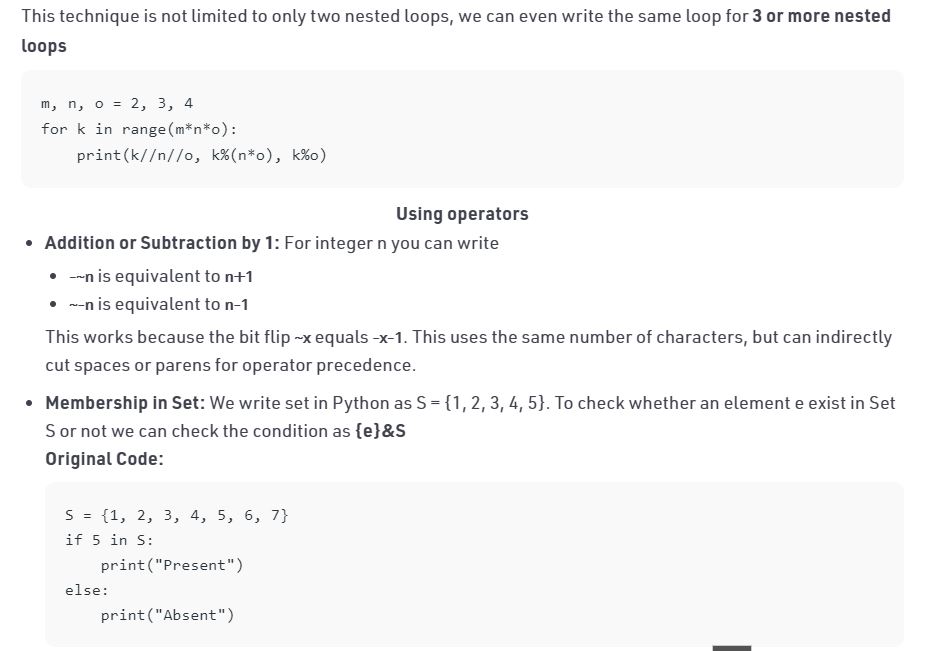 This technique is not limited to only two nested loops, we can even write the same loop for 3 or more nested
loops
m, n, o = 2, 3, 4
for k in range(m*n*o):
    print(k//n//o, k%(n*o), k%o)
Using operators
• Addition or Subtraction by 1: For integer n you can write
• -~n is equivalent to n+1
• ~-n is equivalent to n-1
This works because the bit flip ~x equals -x-1. This uses the same number of characters, but can indirectly
cut spaces or parens for operator precedence.
• Membership in Set: We write set in Python as S = {1, 2, 3, 4, 5}. To check whether an element e exist in Set
S or not we can check the condition as {e}&S
Original Code:
S = {1, 2, 3, 4, 5, 6, 7}
if 5 in S:
    print("Present")
else:
    print("Absent")